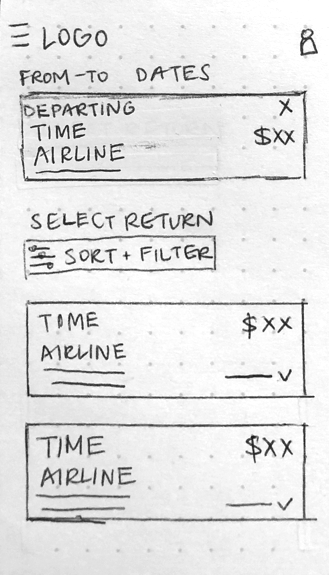 LOGO
FROM-TO DATES
DEPARTING X
TIME $XX
AIRLINE
SELECT RETURN
SORT + FILTER
TIME $XX
AIRLINE
TIME $XX
AIRLINE